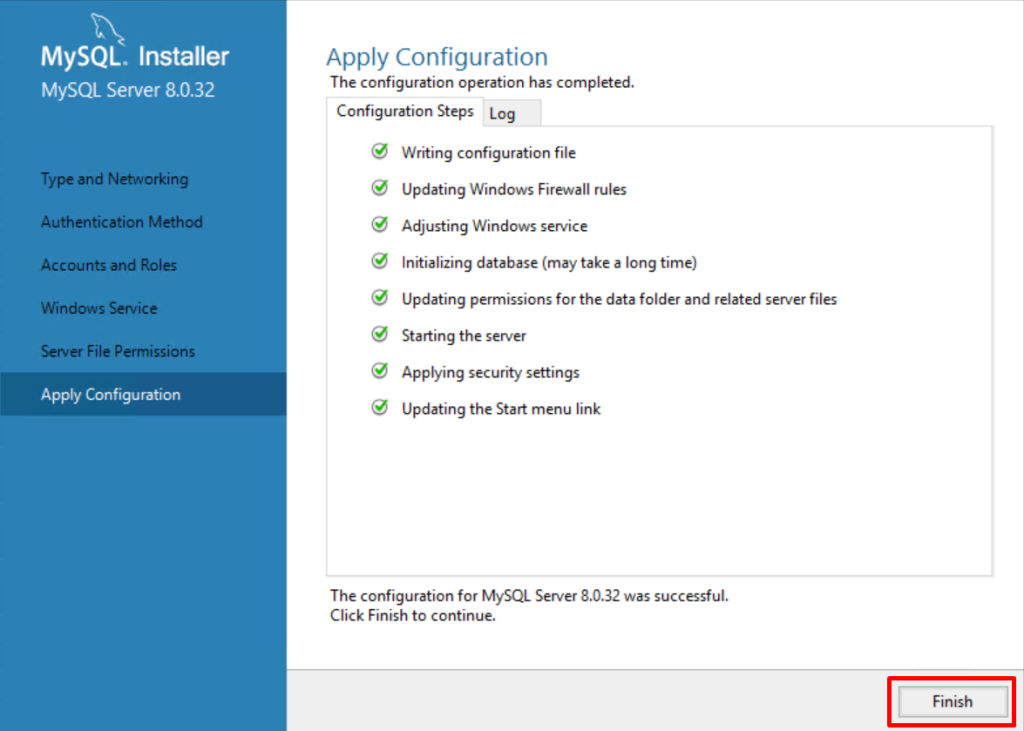 MySQL. Installer
MySQL Server 8.0.32
Type and Networking
Authentication Method
Accounts and Roles
Windows Service
Server File Permissions
Apply Configuration
Apply Configuration
The configuration operation has completed.
Configuration Steps
Log
Writing configuration file
Updating Windows Firewall rules
Adjusting Windows service
Initializing database (may take a long time)
Updating permissions for the data folder and related server files
Starting the server
Applying security settings
Updating the Start menu link
The configuration for MySQL Server 8.0.32 was successful.
Click Finish to continue.
Finish